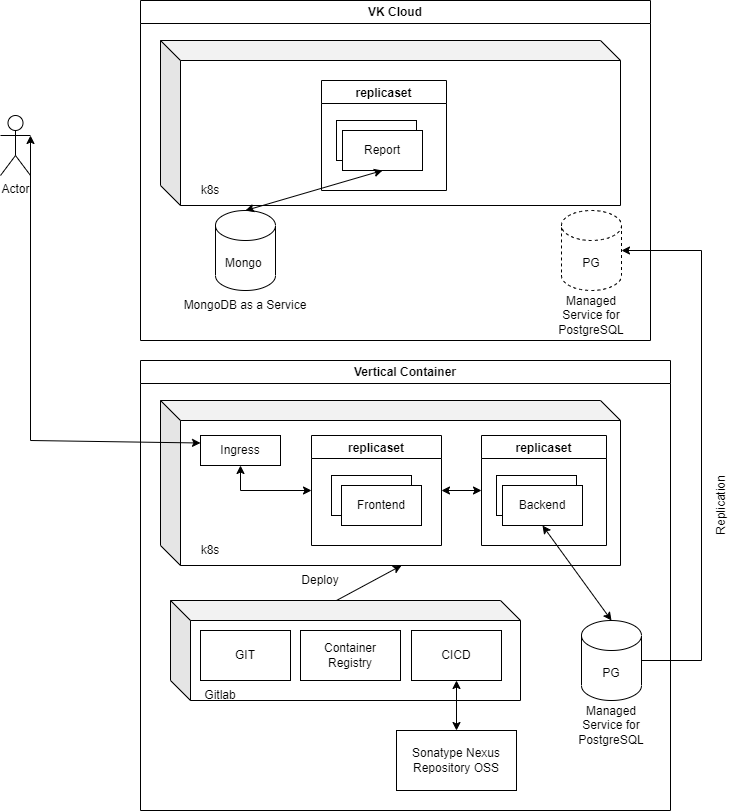 VK Cloud
replicaset
Report
k8s
Actor
Mongo
MongoDB as a Service
PG
Managed
Service for
PostgreSQL
Vertical Container
Ingress
replicaset
Frontend
replicaset
Backend
k8s
Replication
Deploy
GIT
Container
Registry
CICD
Gitlab
PG
Managed
Service for
PostgreSQL
Sonatype Nexus
Repository OSS